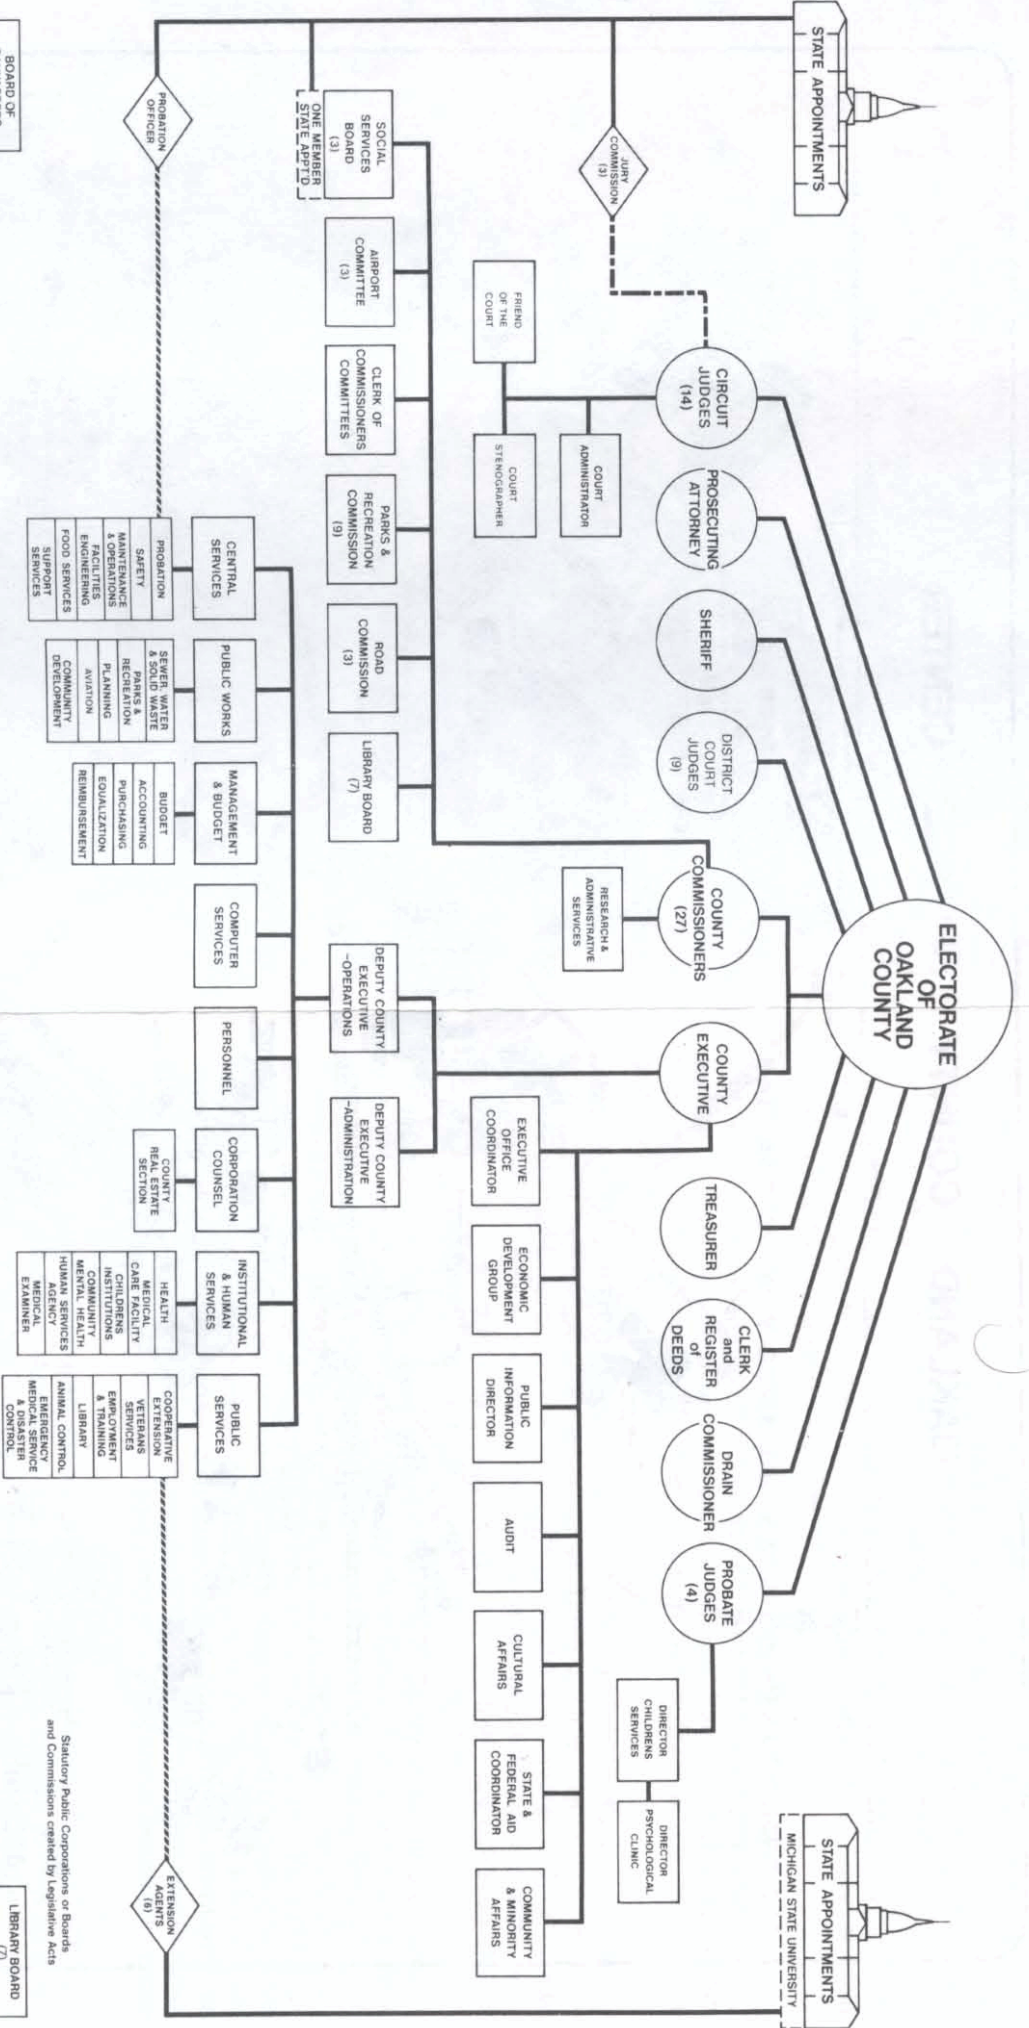 STATE APPOINTMENTS
STATE APPOINTMENTS
MICHIGAN STATE UNIVERSITY
ELECTORATE
OF
OAKLAND
COUNTY
JURY
COMMISSION
(3)
CIRCUIT
JUDGES
(14)
PROSECUTING
ATTORNEY
SHERIFF
DISTRICT
COURT
JUDGES
(9)
COUNTY
COMMISSIONERS
(27)
COUNTY
EXECUTIVE
TREASURER
CLERK
and
REGISTER
of
DEEDS
DRAIN
COMMISSIONER
PROBATE
JUDGES
(4)
DIRECTOR
CHILDRENS
SERVICES
DIRECTOR
PSYCHOLOGICAL
CLINIC
COURT
ADMINISTRATOR
FRIEND
OF THE
COURT
COURT
STENOGRAPHER
RESEARCH &
ADMINISTRATIVE
SERVICES
EXECUTIVE
OFFICE
COORDINATOR
ECONOMIC
DEVELOPMENT
GROUP
PUBLIC
INFORMATION
DIRECTOR
AUDIT
CULTURAL
AFFAIRS
STATE &
FEDERAL AID
COORDINATOR
COMMUNITY
& MINORITY
AFFAIRS
SOCIAL
SERVICES
BOARD
(3)
ONE MEMBER
STATE APPT'D
AIRPORT
COMMITTEE
(3)
CLERK OF
COMMISSIONERS
COMMITTEES
PARKS &
RECREATION
COMMISSION
(9)
ROAD
COMMISSION
(3)
LIBRARY BOARD
(7)
DEPUTY COUNTY
EXECUTIVE
-OPERATIONS
DEPUTY COUNTY
EXECUTIVE
-ADMINISTRATION
PROBATION
OFFICER
CENTRAL
SERVICES
PROBATION
SAFETY
MAINTENANCE
& OPERATIONS
FACILITIES
ENGINEERING
FOOD SERVICES
SUPPORT
SERVICES
PUBLIC WORKS
SEWER, WATER
& SOLID WASTE
PARKS &
RECREATION
PLANNING
AVIATION
COMMUNITY
DEVELOPMENT
MANAGEMENT
& BUDGET
BUDGET
ACCOUNTING
PURCHASING
EQUALIZATION
REIMBURSEMENT
COMPUTER
SERVICES
PERSONNEL
CORPORATION
COUNSEL
COUNTY
REAL ESTATE
SECTION
INSTITUTIONAL
& HUMAN
SERVICES
HEALTH
MEDICAL
CARE FACILITY
CHILDRENS
INSTITUTIONS
COMMUNITY
MENTAL HEALTH
HUMAN SERVICES
AGENCY
MEDICAL
EXAMINER
PUBLIC
SERVICES
COOPERATIVE
EXTENSION
VETERANS
SERVICES
EMPLOYMENT
& TRAINING
LIBRARY
ANIMAL CONTROL
EMERGENCY
MEDICAL SERVICE
& DISASTER
CONTROL
EXTENSION
AGENTS
(6)
Statutory Public Corporations or Boards
and Commissions created by Legislative Acts
BOARD OF
LIBRARY BOARD
(7)